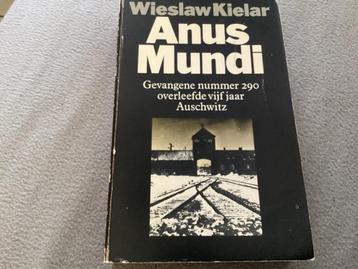 Wieslaw Kielar
Anus
Mundi
Gevangene nummer 290
overleefde vijf jaar
Auschwitz